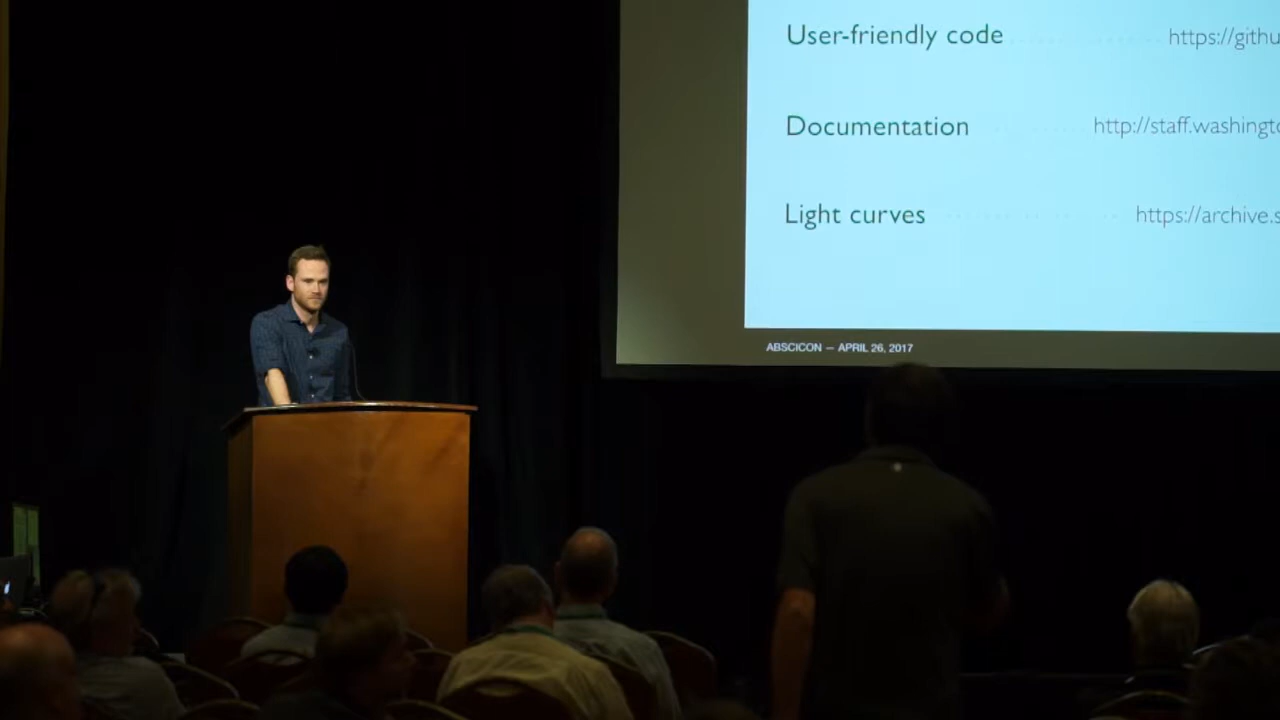 User-friendly code https://githu
Documentation http://staff.washingto
Light curves https://archive.s
ABSCICON — APRIL 26, 2017